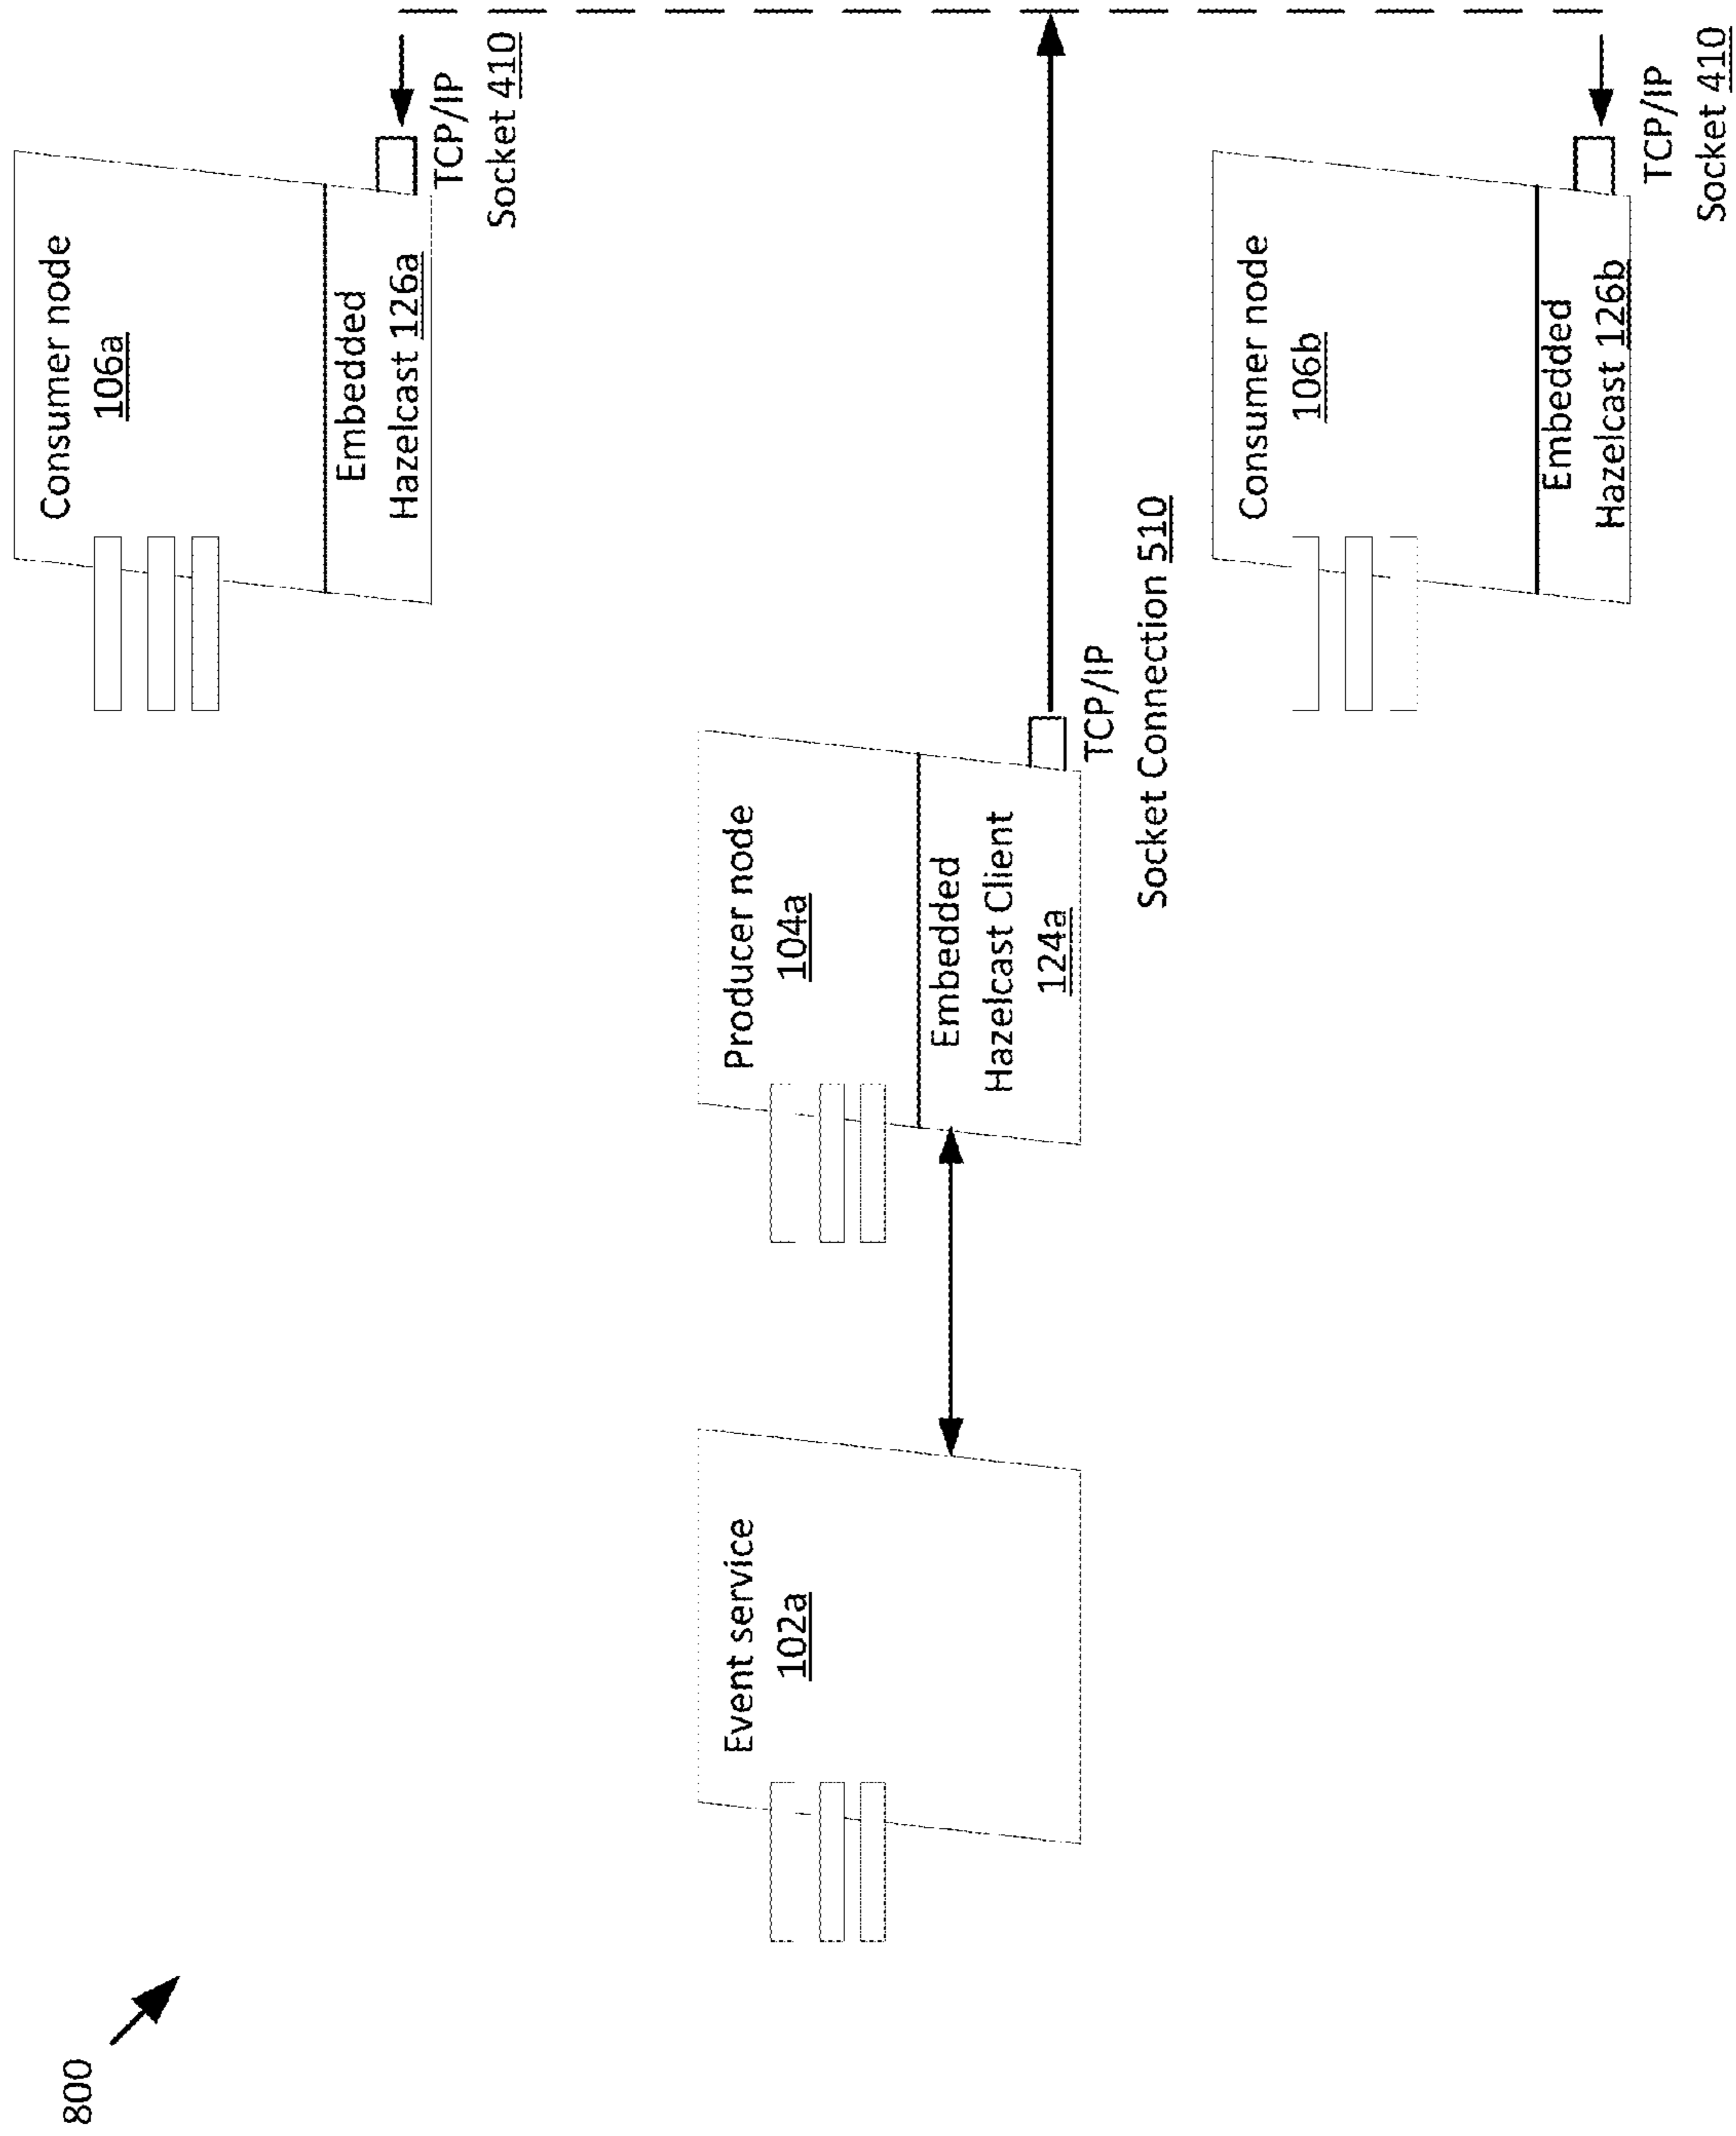 800
Event service
102a
Producer node
104a
Embedded
Hazelcast Client
124a
TCP/IP
Socket Connection 510
Consumer node
106a
Embedded
Hazelcast 126a
TCP/IP
Socket 410
Consumer node
106b
Embedded
Hazelcast 126b
TCP/IP
Socket 410